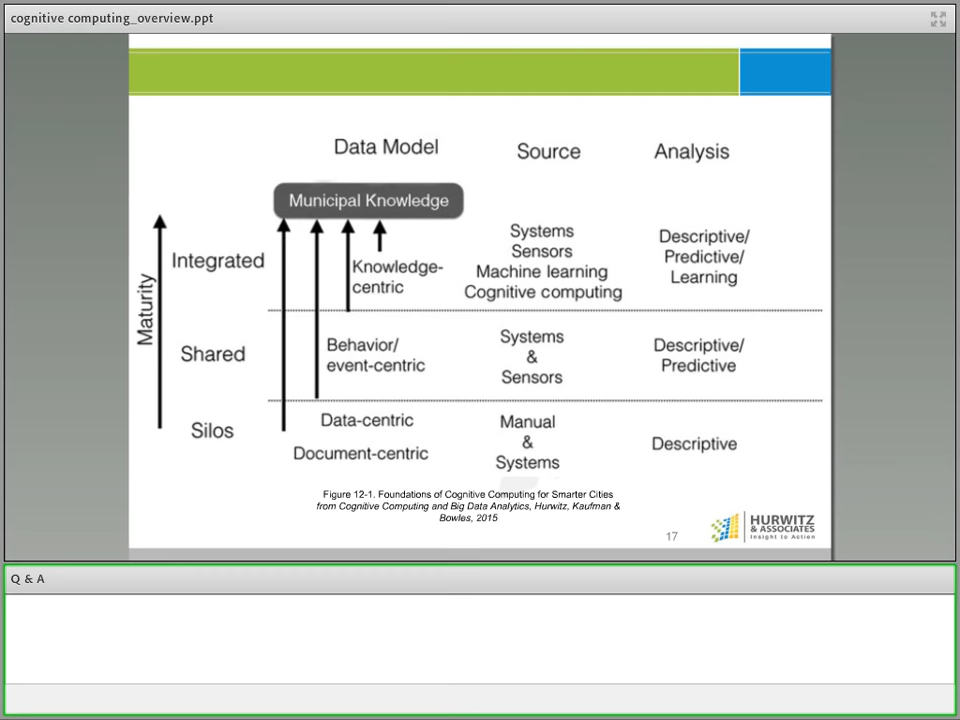 cognitive computing_overview.ppt
Data Model
Source
Analysis
Municipal Knowledge
Maturity
Integrated
Knowledge-
centric
Systems
Sensors
Machine learning
Cognitive computing
Descriptive/
Predictive/
Learning
Shared
Behavior/
event-centric
Systems
&
Sensors
Descriptive/
Predictive
Silos
Data-centric
Document-centric
Manual
&
Systems
Descriptive
Figure 12-1. Foundations of Cognitive Computing for Smarter Cities
from Cognitive Computing and Big Data Analytics, Hurwitz, Kaufman &
Bowles, 2015
17
HURWITZ
& ASSOCIATES
Insight to Action
Q & A